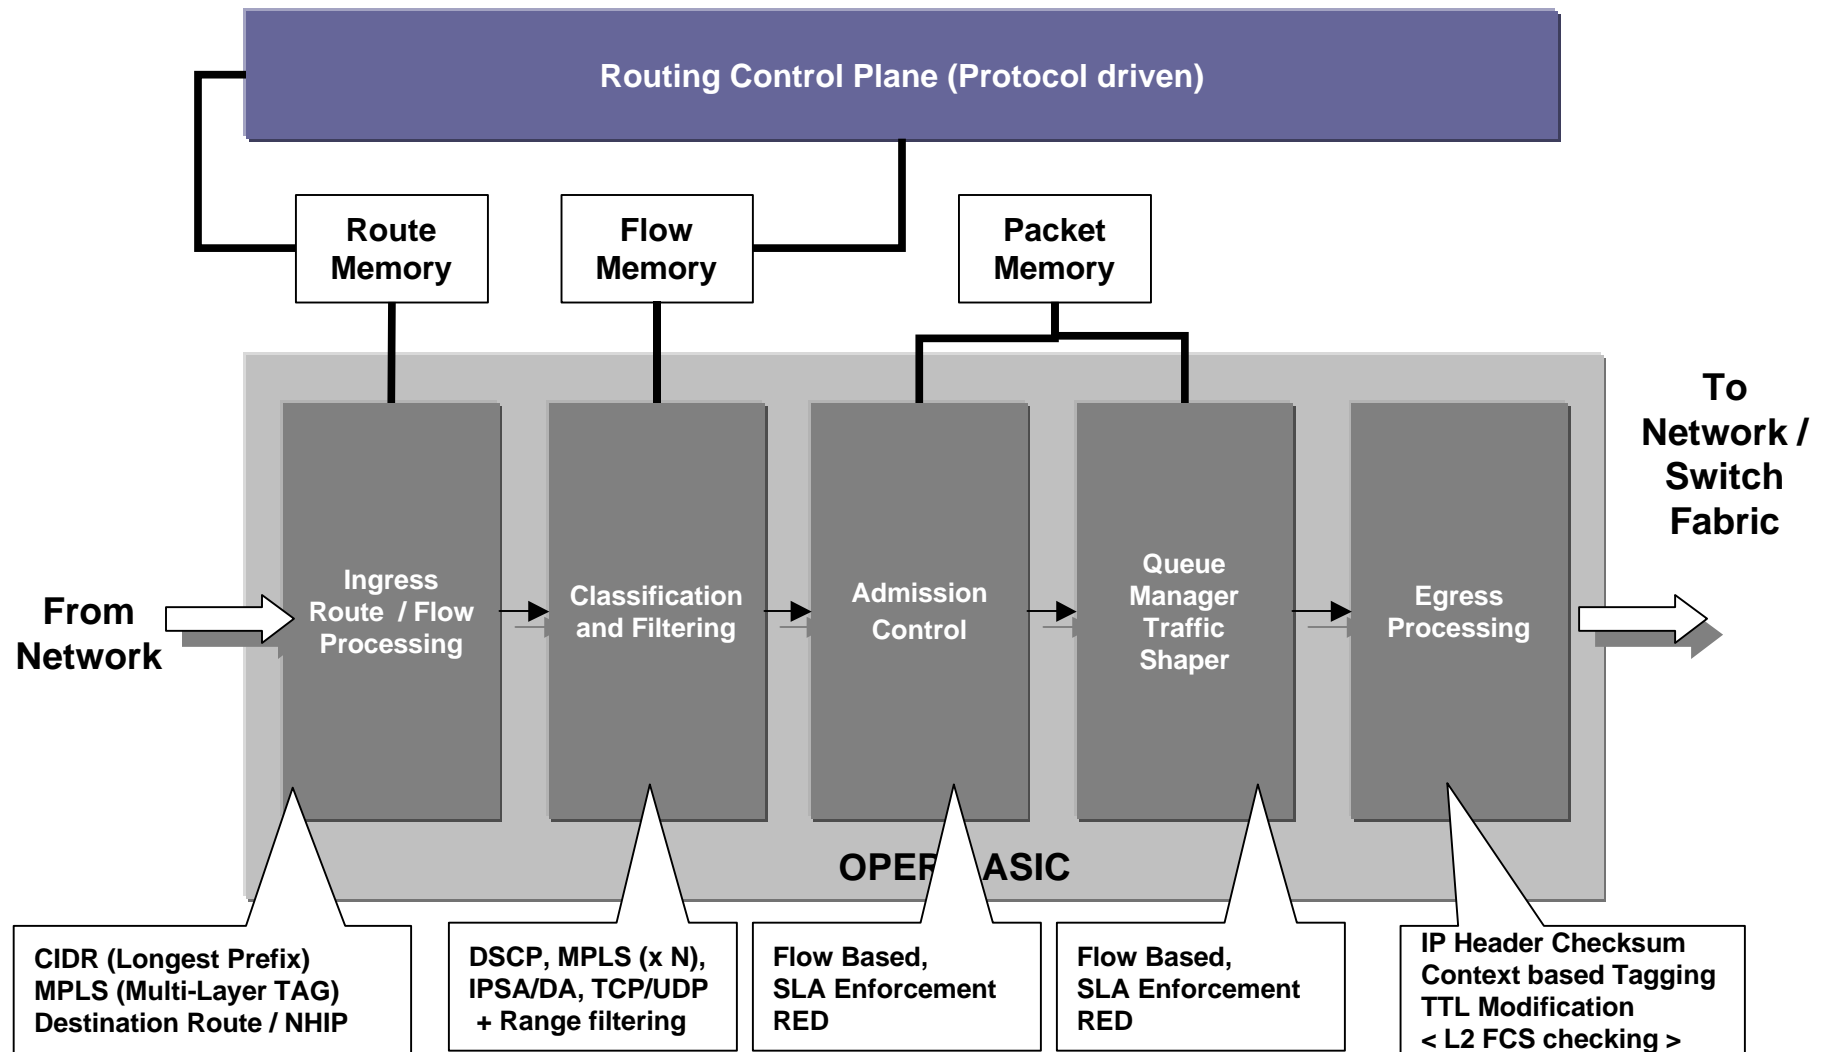 Routing Control Plane (Protocol driven)
Route
Memory
Flow
Memory
Packet
Memory
To
Network /
Switch
Fabric
From
Network
Ingress
Route / Flow
Processing
Classification
and Filtering
Admission
Control
Queue
Manager
Traffic
Shaper
Egress
Processing
ASIC
CIDR (Longest Prefix)
MPLS (Multi-Layer TAG)
Destination Route / NHIP
DSCP, MPLS (x N),
IPSA/DA, TCP/UDP
+ Range filtering
Flow Based,
SLA Enforcement
RED
Flow Based,
SLA Enforcement
RED
IP Header Checksum
Context based Tagging
TTL Modification
< L2 FCS checking >